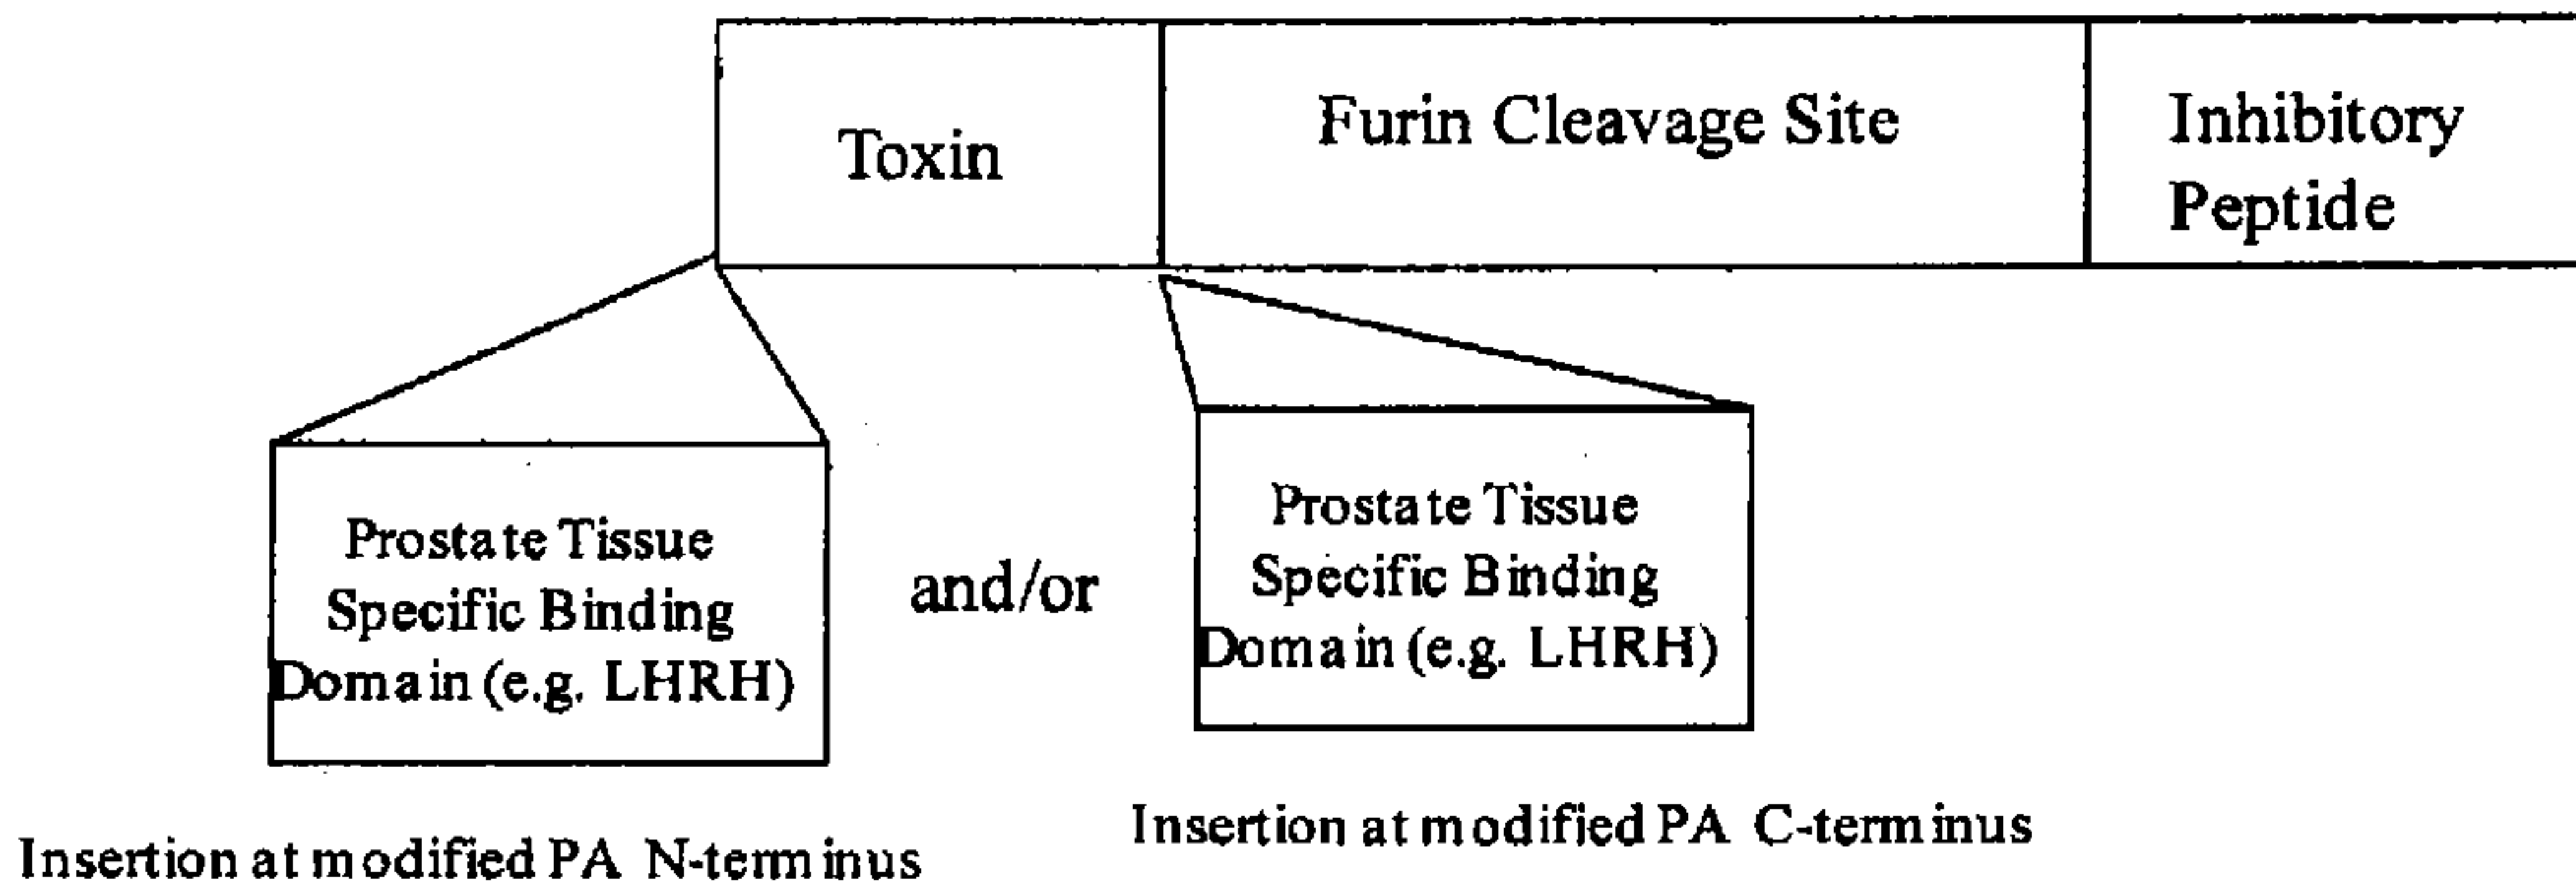 Toxin
Furin Cleavage Site
Inhibitory
Peptide
Prostate Tissue
Specific Binding
Domain (e.g. LHRH)
and/or
Prostate Tissue
Specific Binding
Domain (e.g. LHRH)
Insertion at modified PA N-terminus
Insertion at modified PA C-terminus